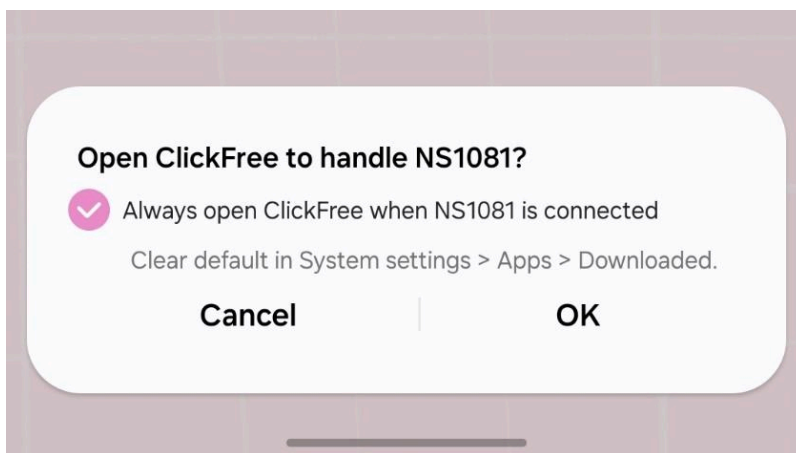 Open ClickFree to handle NS1081?
Always open ClickFree when NS1081 is connected
Clear default in System settings > Apps > Downloaded.
Cancel
OK